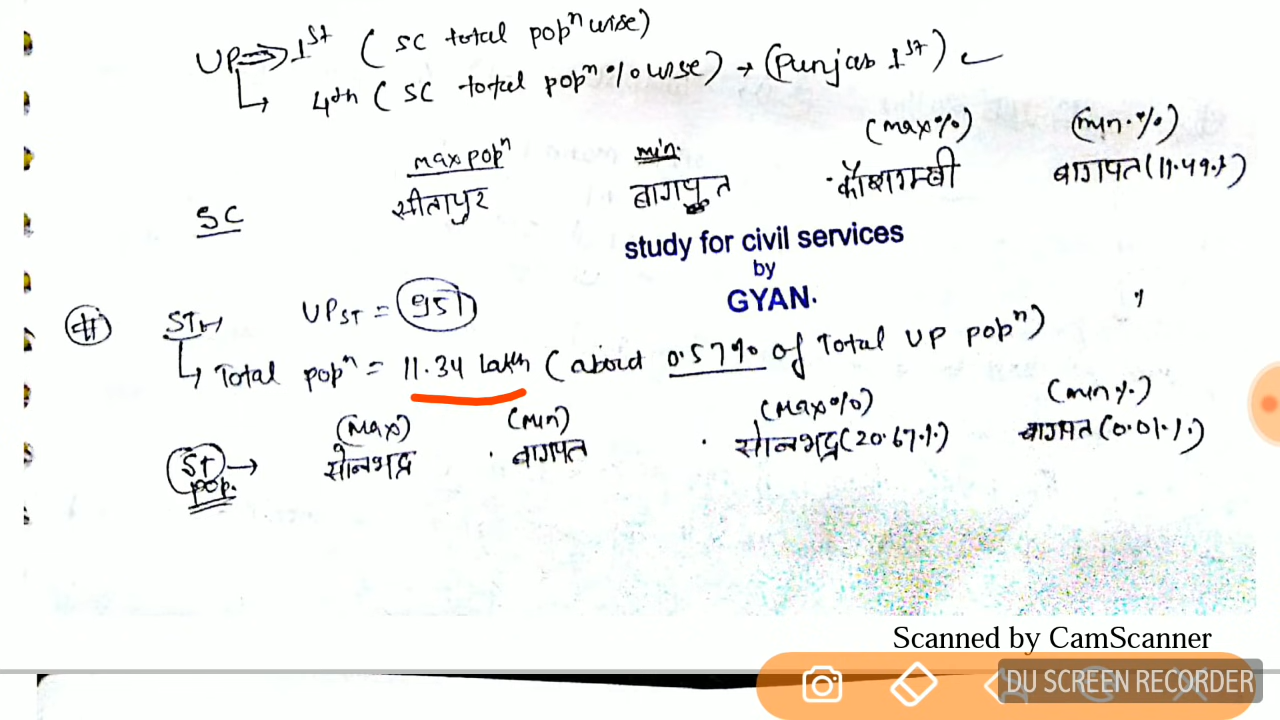 UP ⇒ 1st ( SC total popn wise)
↳ 4th ( SC total popn % wise) → (Punjab 1st)
max popn min. (max%) (min.%)
SC सीतापुर बागपत कौशाम्बी बागपत (11.49%)
study for civil services
by
GYAN.
ST UPST = 951
↳ Total popn = 11.34 Lakh ( about 0.57% of Total UP popn)
(Max) (Min) (Max%) (min%)
ST pop. → सोनभद्र बागपत सोनभद्र (20.67%) बागपत (0.01%)
Scanned by CamScanner
DU SCREEN RECORDER